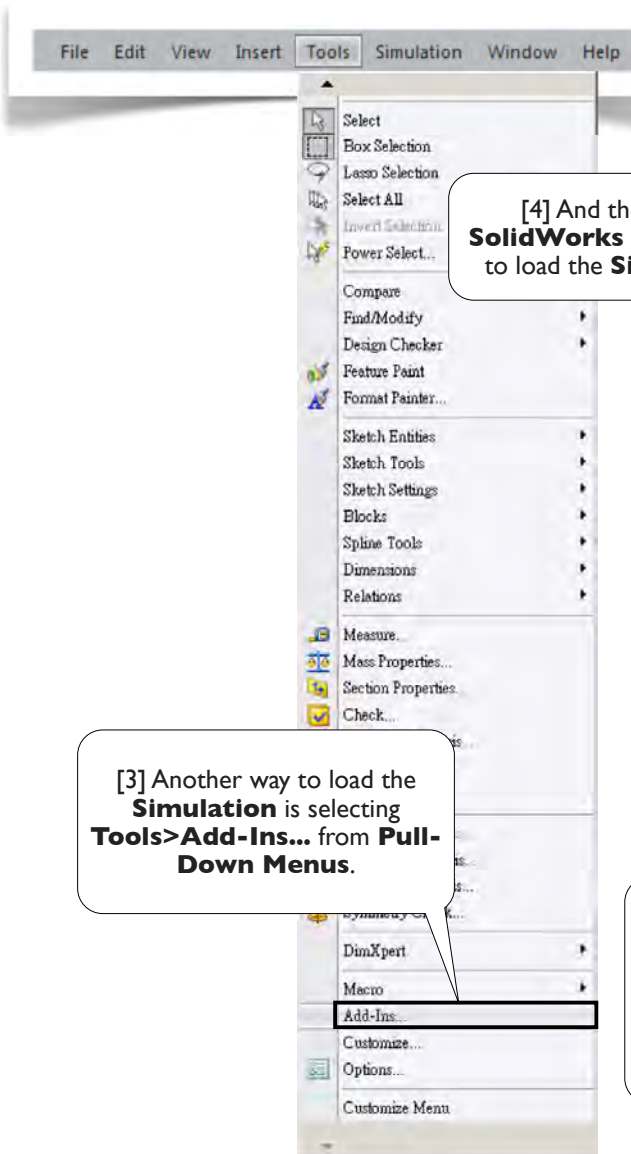 File Edit View Insert Tools Simulation Window Help
Select
Box Selection
Lasso Selection
Select All
Invert Selection
Power Select...
[4] And th
SolidWorks
to load the Si
Compare
Find/Modify
Design Checker
Feature Paint
Format Painter...
Sketch Entities
Sketch Tools
Sketch Settings
Blocks
Spline Tools
Dimensions
Relations
Measure...
Mass Properties...
Section Properties...
Check...
[3] Another way to load the
Simulation is selecting
Tools>Add-Ins... from Pull-
Down Menus.
DimXpert
Macro
Add-Ins...
Customize...
Options...
Customize Menu